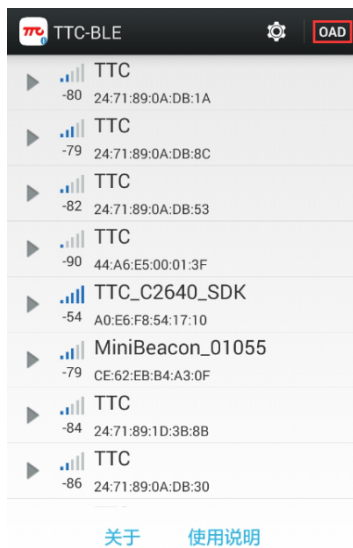 TTC TTC-BLE OAD
TTC
-80 24:71:89:0A:DB:1A
TTC
-79 24:71:89:0A:DB:8C
TTC
-82 24:71:89:0A:DB:53
TTC
-90 44:A6:E5:00:01:3F
TTC_C2640_SDK
-54 A0:E6:F8:54:17:10
MiniBeacon_01055
-79 CE:62:EB:B4:A3:0F
TTC
-84 24:71:89:1D:3B:8B
TTC
-86 24:71:89:0A:DB:30
关于 使用说明